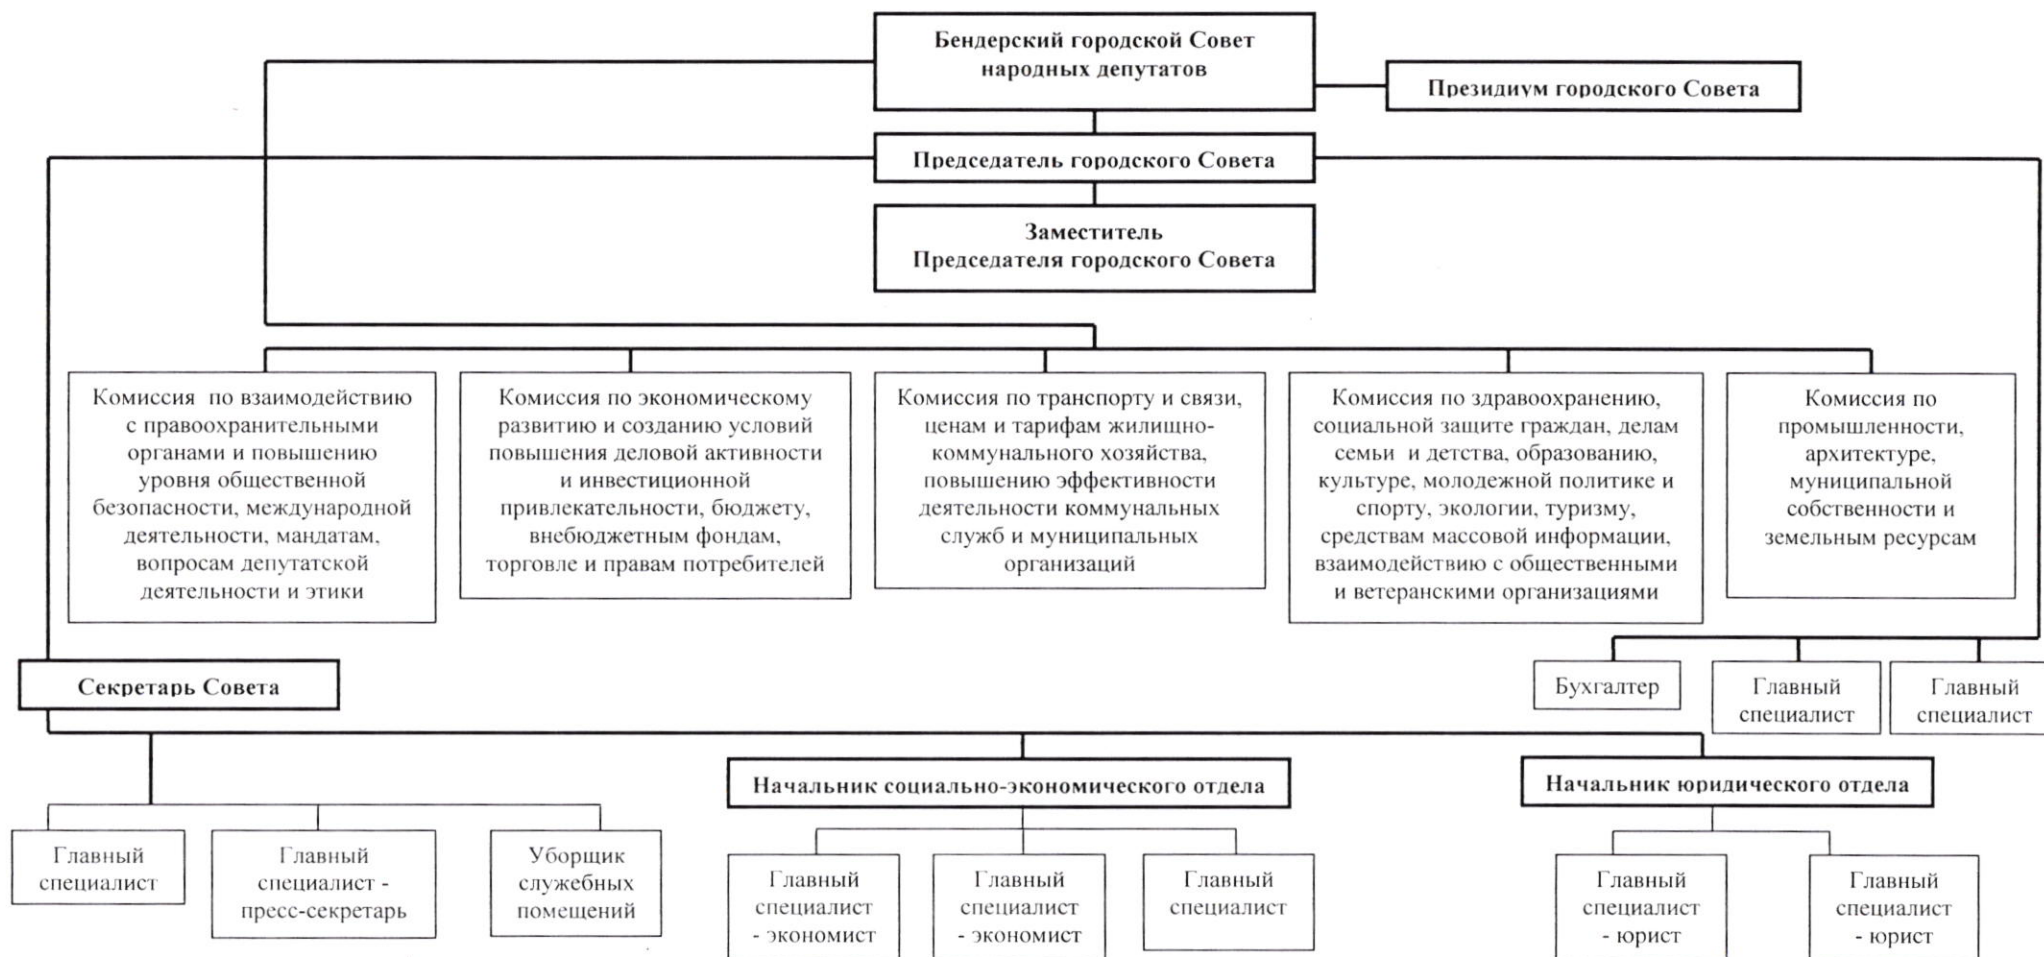 Бендерский городской Совет
народных депутатов
Президиум городского Совета
Председатель городского Совета
Заместитель
Председателя городского Совета
Комиссия по взаимодействию
с правоохранительными
органами и повышению
уровня общественной
безопасности, международной
деятельности, мандатам,
вопросам депутатской
деятельности и этики
Комиссия по экономическому
развитию и созданию условий
повышения деловой активности
и инвестиционной
привлекательности, бюджету,
внебюджетным фондам,
торговле и правам потребителей
Комиссия по транспорту и связи,
ценам и тарифам жилищно-
коммунального хозяйства,
повышению эффективности
деятельности коммунальных
служб и муниципальных
организаций
Комиссия по здравоохранению,
социальной защите граждан, делам
семьи и детства, образованию,
культуре, молодежной политике и
спорту, экологии, туризму,
средствам массовой информации,
взаимодействию с общественными
и ветеранскими организациями
Комиссия по
промышленности,
архитектуре,
муниципальной
собственности и
земельным ресурсам
Секретарь Совета
Бухгалтер
Главный
специалист
Главный
специалист
Начальник социально-экономического отдела
Начальник юридического отдела
Главный
специалист
Главный
специалист -
пресс-секретарь
Уборщик
служебных
помещений
Главный
специалист
- экономист
Главный
специалист
- экономист
Главный
специалист
Главный
специалист
- юрист
Главный
специалист
- юрист